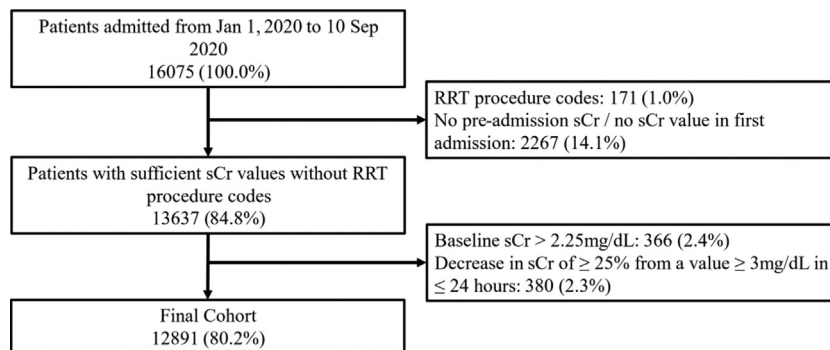 Patients admitted from Jan 1, 2020 to 10 Sep
2020
16075 (100.0%)
RRT procedure codes: 171 (1.0%)
No pre-admission sCr / no sCr value in first
admission: 2267 (14.1%)
Patients with sufficient sCr values without RRT
procedure codes
13637 (84.8%)
Baseline sCr > 2.25mg/dL: 366 (2.4%)
Decrease in sCr of ≥ 25% from a value ≥ 3mg/dL in
≤ 24 hours: 380 (2.3%)
Final Cohort
12891 (80.2%)